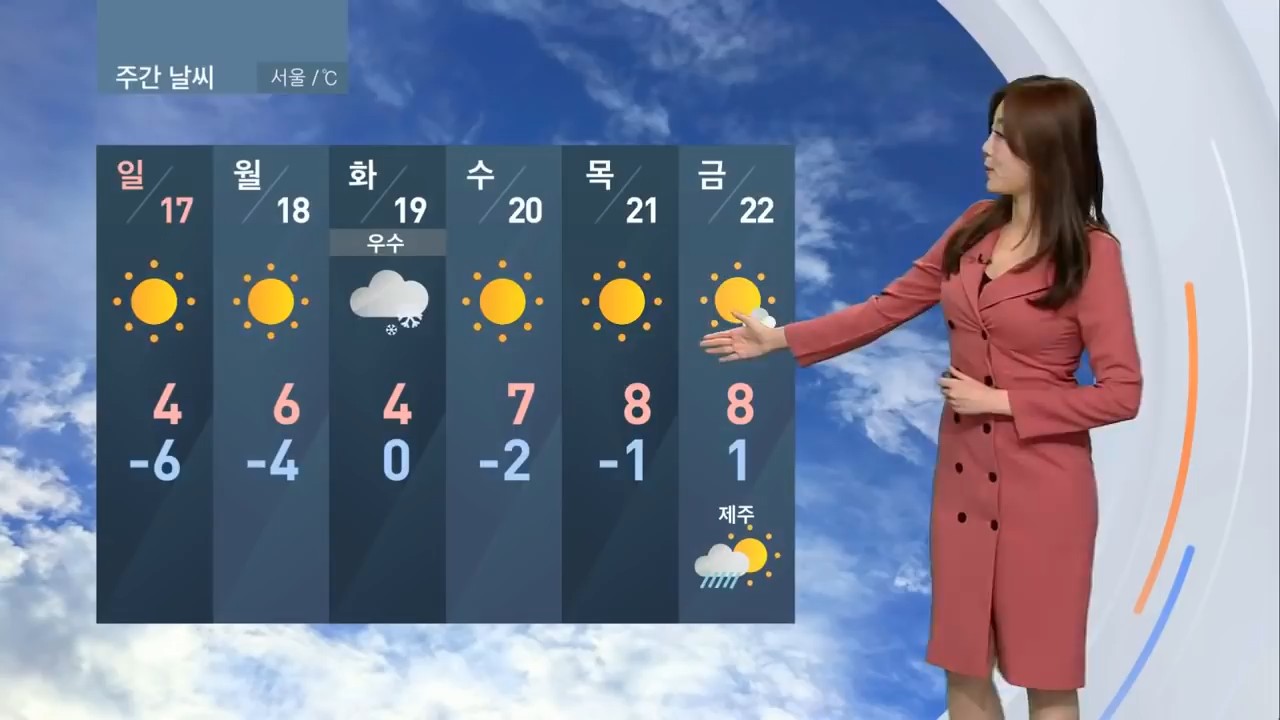 주간 날씨 서울 / ℃
일 월 화 수 목 금
17 18 19 20 21 22
우수
4 6 4 7 8 8
-6 -4 0 -2 -1 1
제주